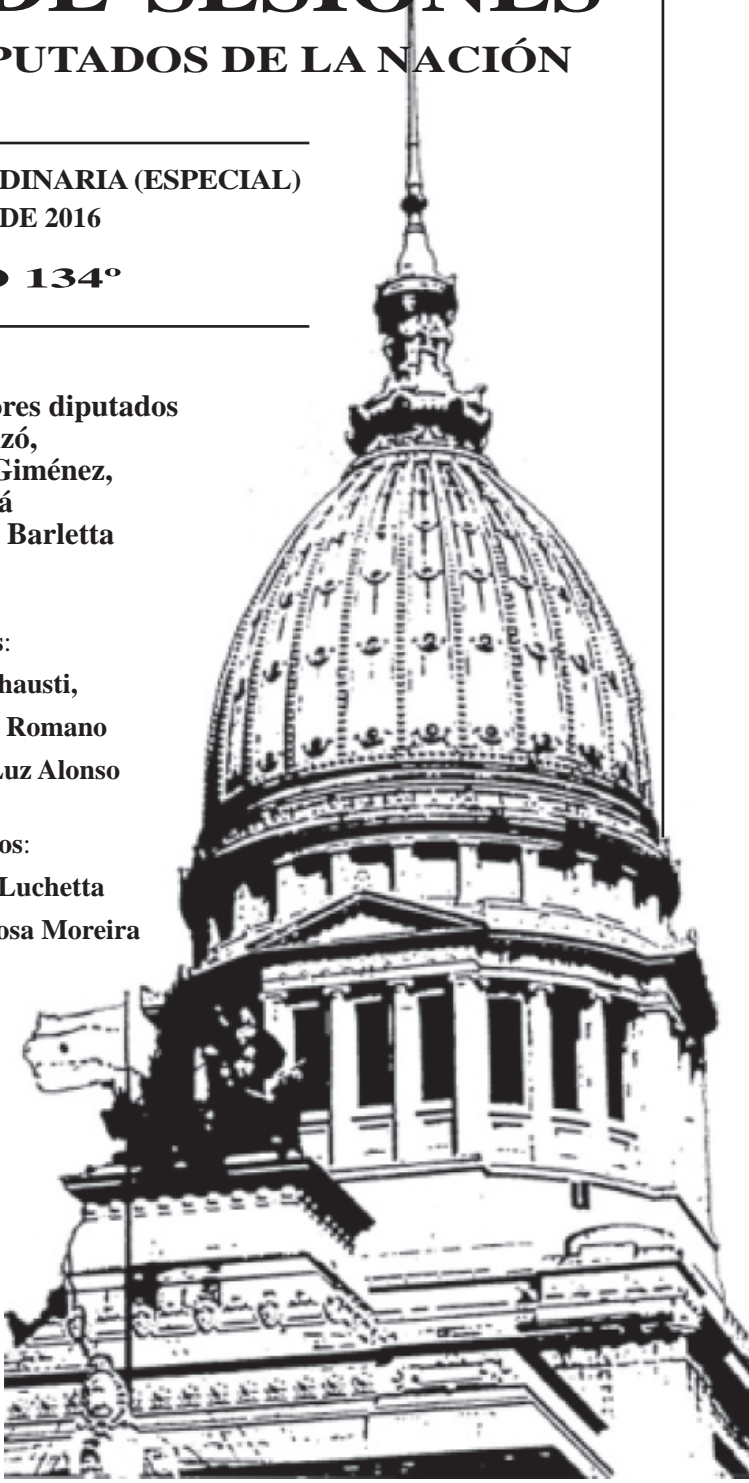 DE SESIONES
PUTADOS DE LA NACIÓN
DINARIA (ESPECIAL)
DE 2016
134º
res diputados
zó,
Giménez,
á
Barletta
s:
hausti,
Romano
Luz Alonso
os:
Luchetta
osa Moreira